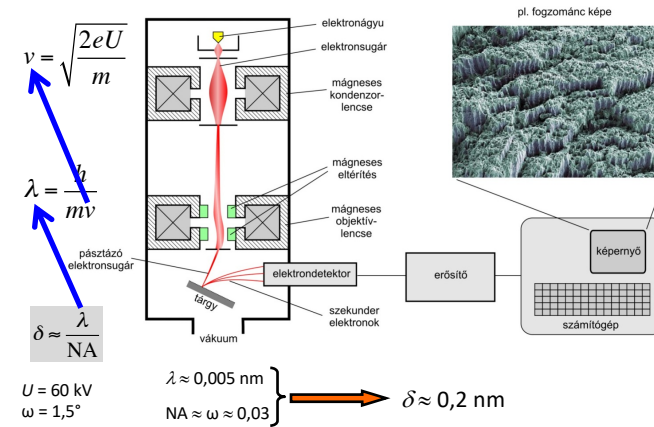 pl. fogzománc képe
v = √(2eU/m)
elektronágyu
elektronsugár
mágneses
kondenzor-
lencse
λ = h/mv
mágneses
eltérítés
mágneses
objektív-
lencse
pásztázó
elektronsugár
tárgy
elektrondetektor
erősítő
képernyő
számítógép
szekunder
elektronok
vákuum
δ ≈ λ/NA
U = 60 kV
ω = 1,5°
λ ≈ 0,005 nm
NA ≈ ω ≈ 0,03
δ ≈ 0,2 nm